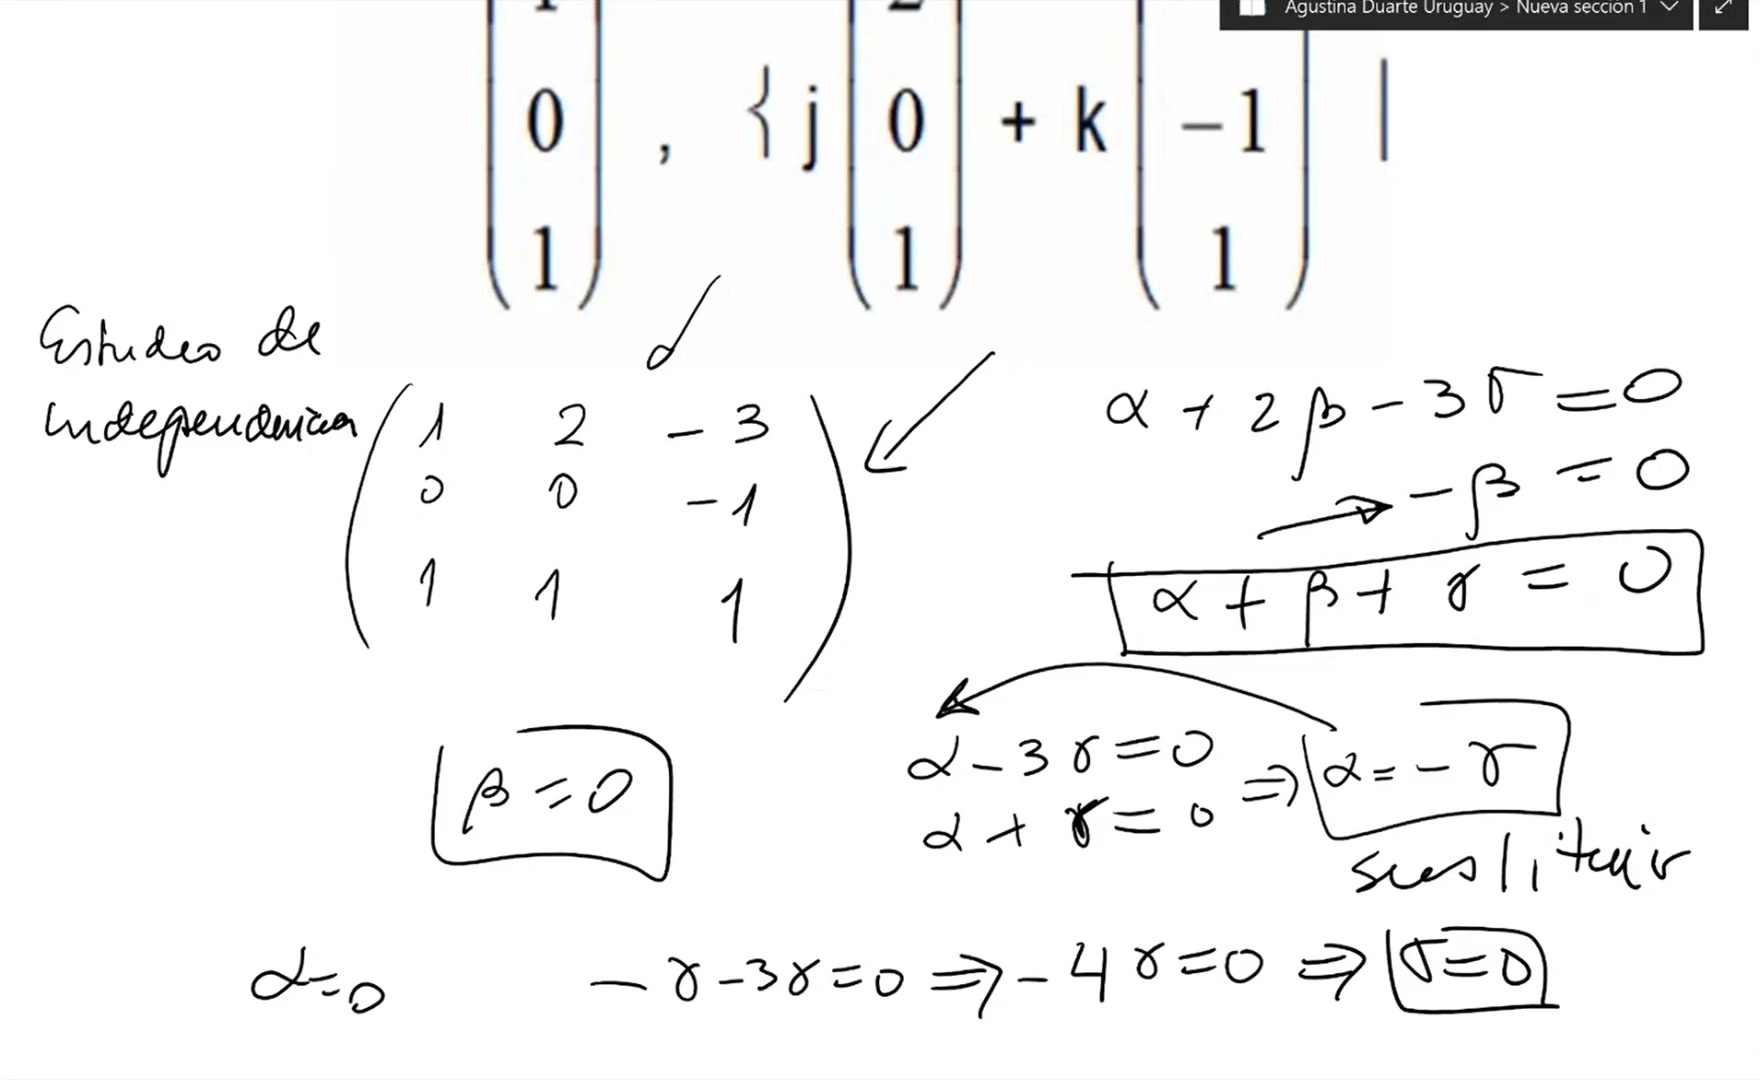 Agustina Duarte Uruguay > Nueva sección 1
0 , { j 0 + k -1 |
1 1 1
Estudio de
independencia
1 2 -3
0 0 -1
1 1 1
α + 2β - 3γ = 0
-β = 0
α + β + γ = 0
β = 0
α - 3γ = 0 ⇒ α = -γ
α + γ = 0
sustituir
α = 0
-γ - 3γ = 0 ⇒ -4γ = 0 ⇒ γ = 0